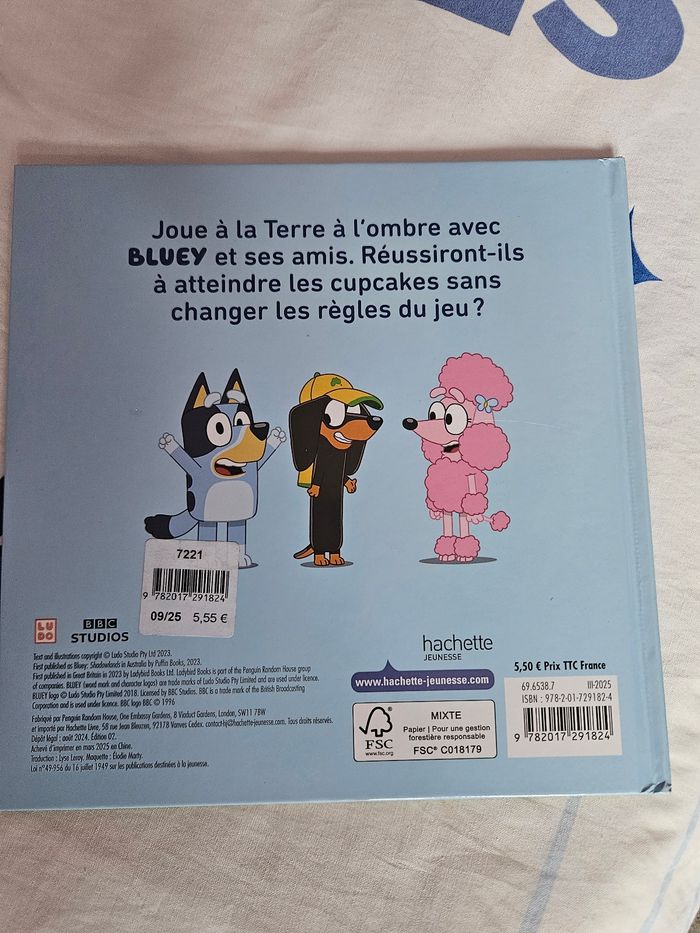 Joue à la Terre à l'ombre avec
BLUEY et ses amis. Réussiront-ils
à atteindre les cupcakes sans
changer les règles du jeu ?
7221
9 782017 291824
09/25 5,55 €
LUDO
BBC
STUDIOS
hachette
JEUNESSE
www.hachette-jeunesse.com
5,50 € Prix TTC France
69.6538.7 III-2025
ISBN : 978-2-01-729182-4
9 782017 291824
FSC
www.fsc.org
MIXTE
Papier | Pour une gestion
forestière responsable
FSC® C018179
Text and illustrations copyright © Ludo Studio Pty Ltd 2023.
First published as Bluey: Shadowlands in Australia by Puffin Books, 2023.
First published in Great Britain in 2023 by Ladybird Books Ltd. Ladybird Books is part of the Penguin Random House group
of companies. BLUEY (word mark and character logos) are trade marks of Ludo Studio Pty Limited and are used under licence.
BLUEY logo © Ludo Studio Pty Limited 2018. Licensed by BBC Studios. BBC is a trade mark of the British Broadcasting
Corporation and is used under licence. BBC logo BBC © 1996
Fabriqué par Penguin Random House, One Embassy Gardens, 8 Viaduct Gardens, London, SW11 7BW
et importé par Hachette Livre, 58 rue Jean Bleuzen, 92178 Vanves Cedex. contact-hj@hachette-jeunesse.com. Tous droits réservés.
Dépôt légal : août 2024. Édition 02.
Achevé d'imprimer en mars 2025 en Chine.
Traduction : Lyse Leroy. Maquette : Élodie Marty.
Loi n°49-956 du 16 juillet 1949 sur les publications destinées à la jeunesse.